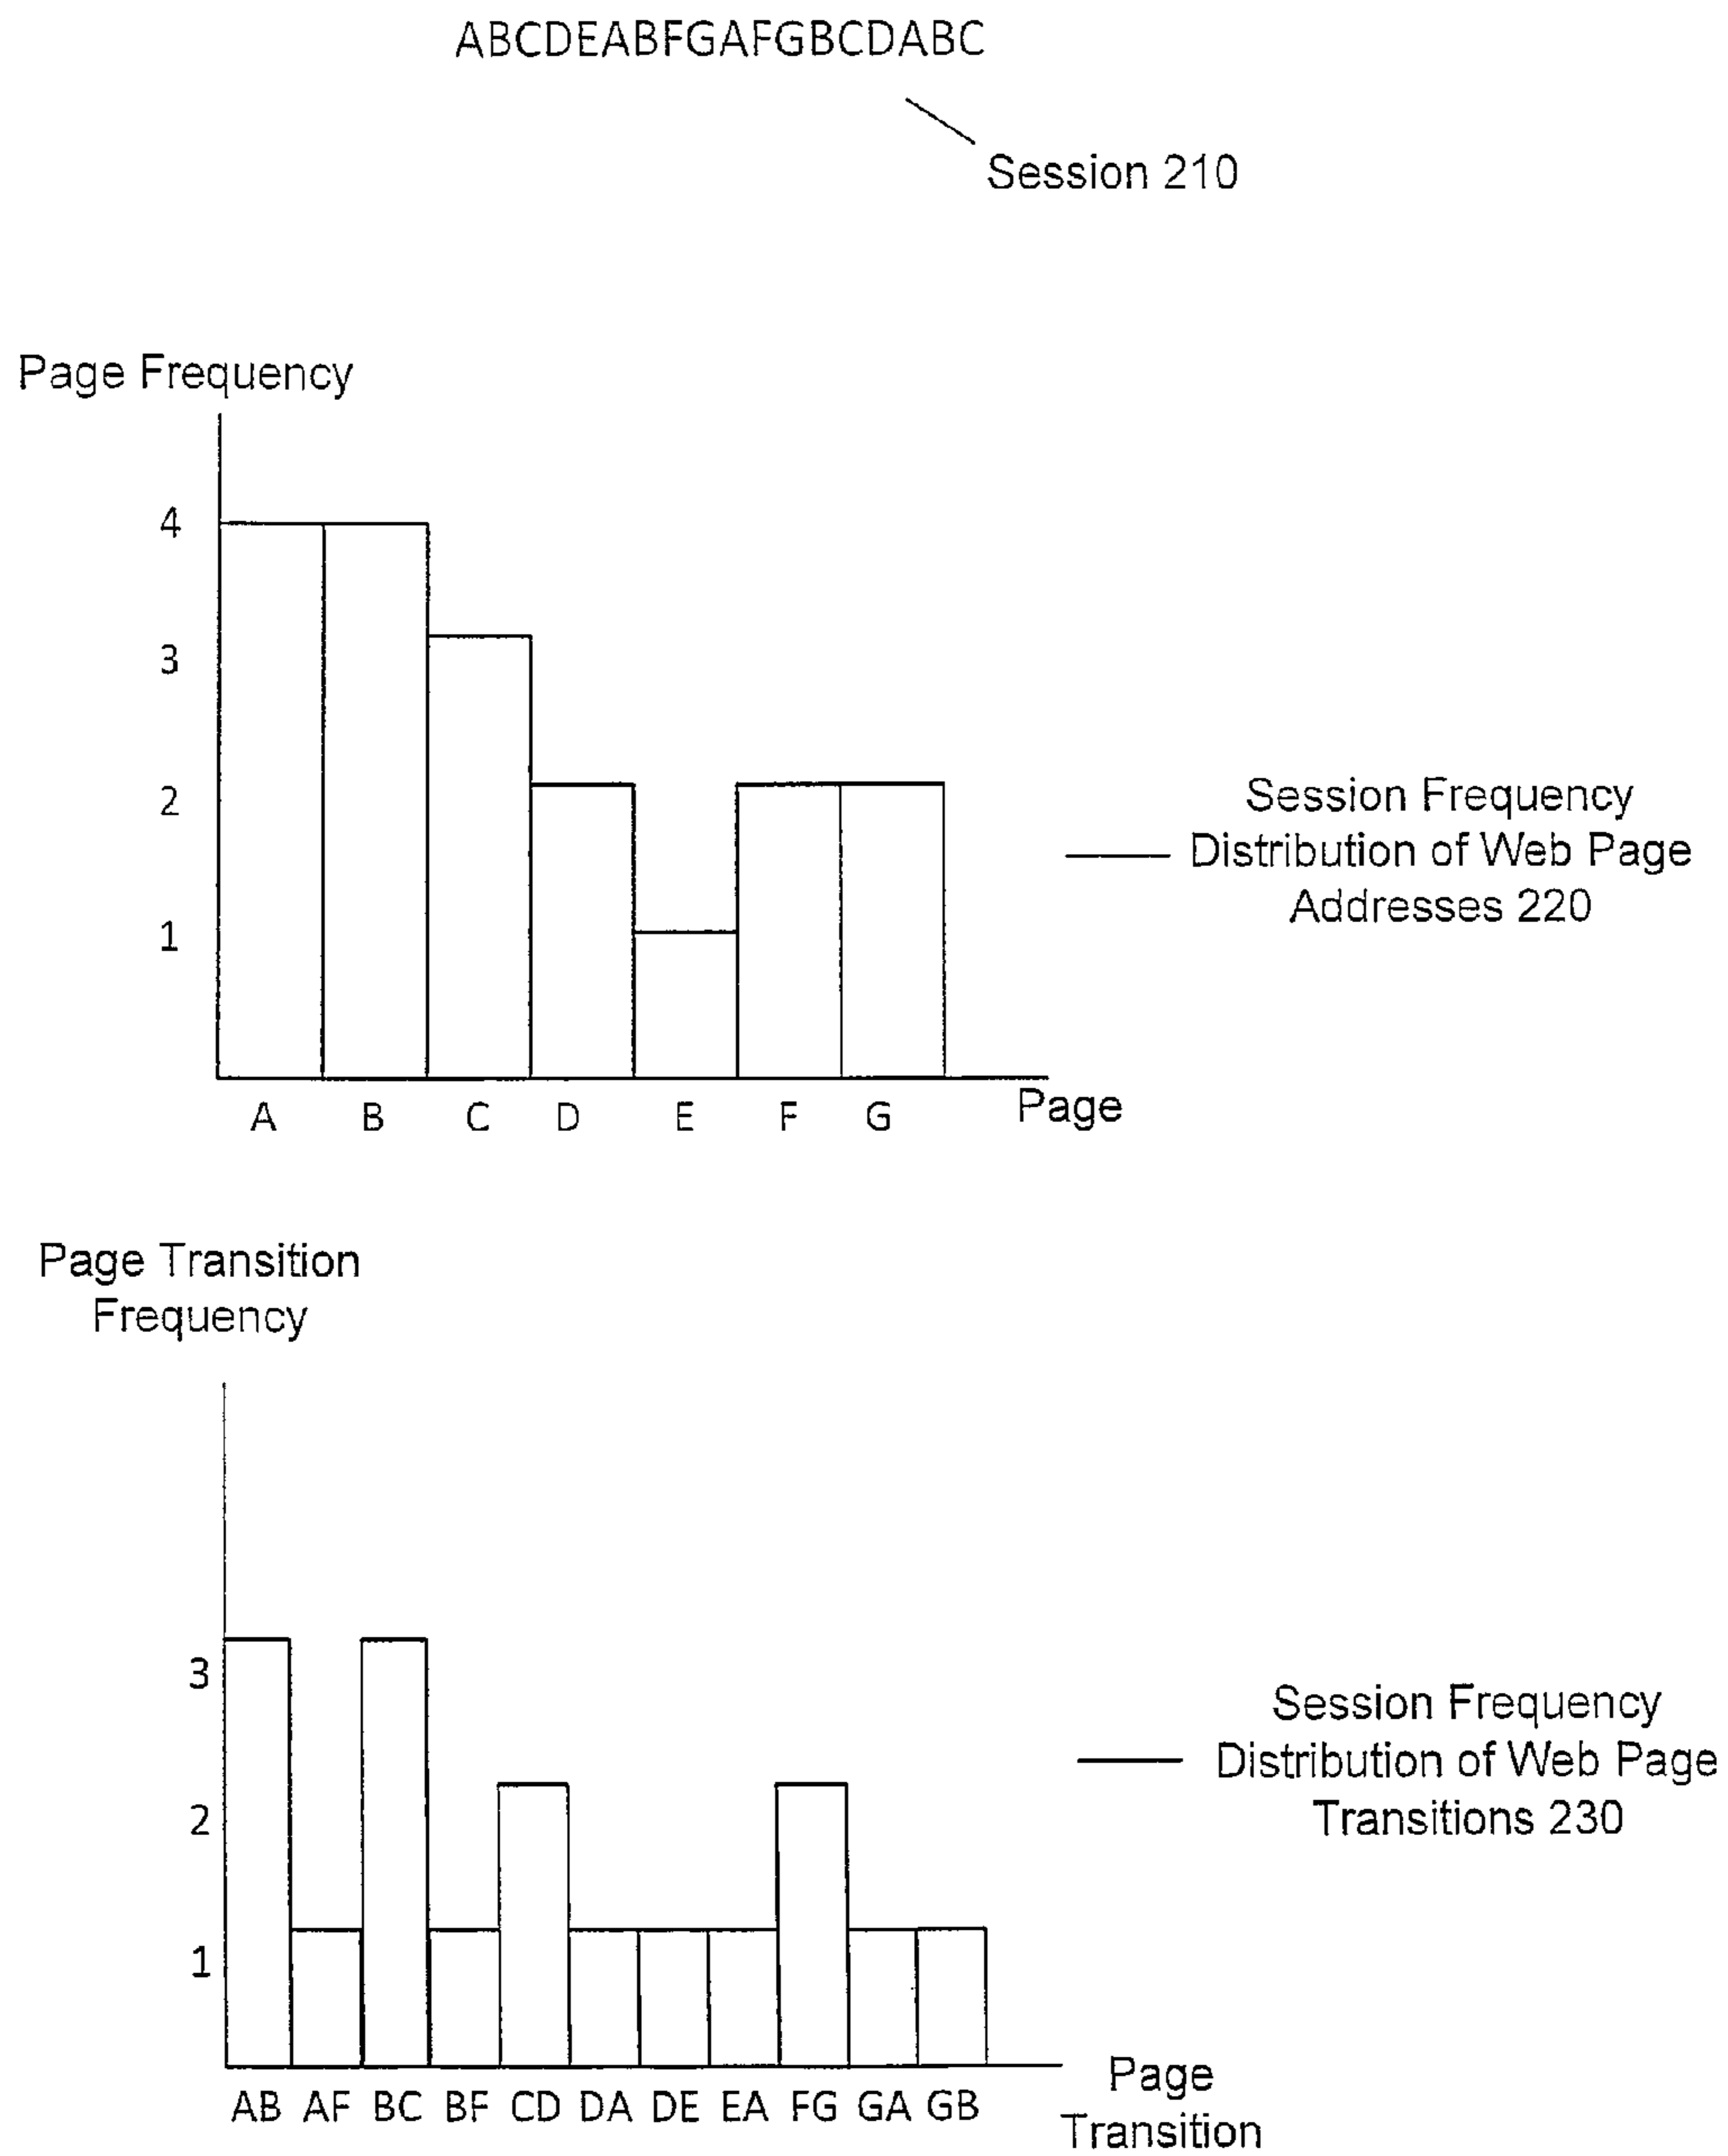 ABCDEABFGAFGBCDABC
Session 210
Page Frequency
4
3
2
1
A B C D E F G
Page
Session Frequency
Distribution of Web Page
Addresses 220
Page Transition
Frequency
3
2
1
AB AF BC BF CD DA DE EA FG GA GB
Page
Transition
Session Frequency
Distribution of Web Page
Transitions 230